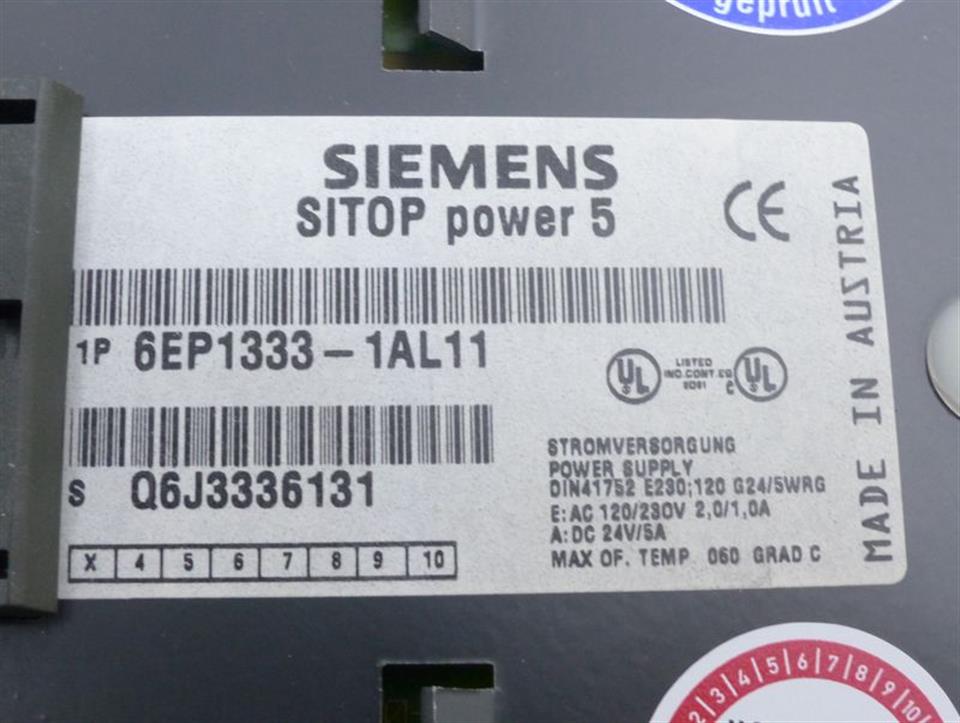 geprüft
SIEMENS
SITOP power 5
CE
MADE IN AUSTRIA
1P 6EP1333-1AL11
UL LISTED UL
IND.CONT.EQ
S Q6J3336131
STROMVERSORGUNG
POWER SUPPLY
DIN41752 E230;120 G24/5WRG
E: AC 120/230V 2,0/1,0A
A: DC 24V/5A
MAX OF. TEMP 060 GRAD C
X 4 5 6 7 8 9 10
2 3 4 5 6 7 8 9 10